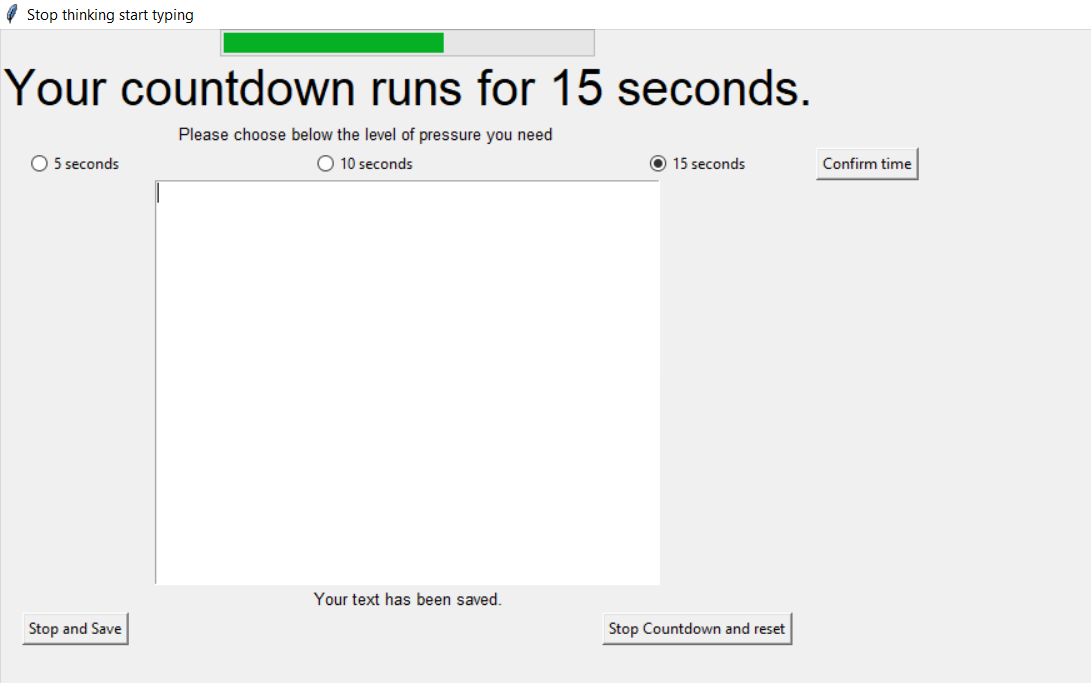 Stop thinking start typing
Your countdown runs for 15 seconds.
Please choose below the level of pressure you need
5 seconds 10 seconds 15 seconds Confirm time
Your text has been saved.
Stop and Save Stop Countdown and reset